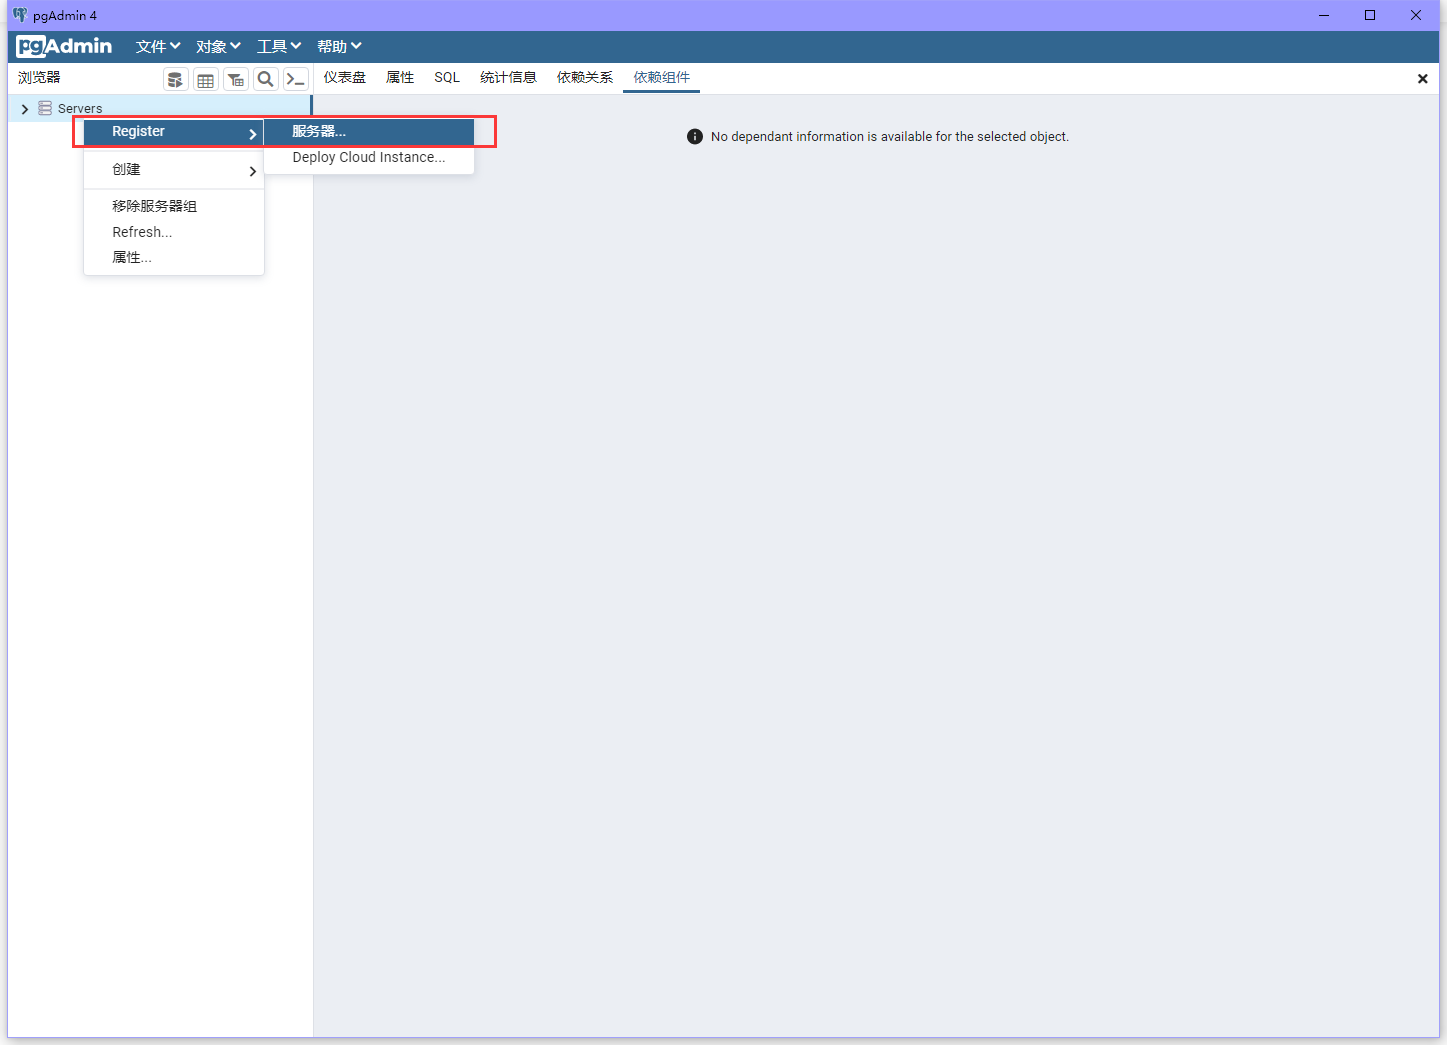 pgAdmin 4
pgAdmin 文件 对象 工具 帮助
浏览器 仪表盘 属性 SQL 统计信息 依赖关系 依赖组件
Servers
Register 服务器...
Deploy Cloud Instance...
创建
移除服务器组
Refresh...
属性...
No dependant information is available for the selected object.